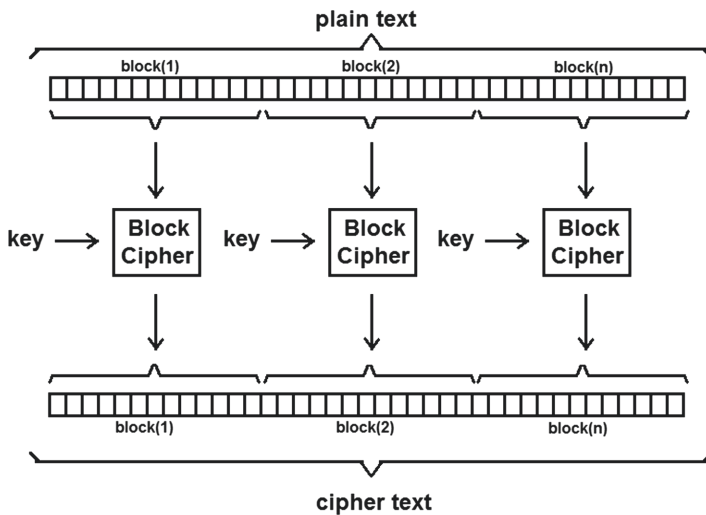 plain text
block(1) block(2) block(n)
key Block Cipher key Block Cipher key Block Cipher
block(1) block(2) block(n)
cipher text